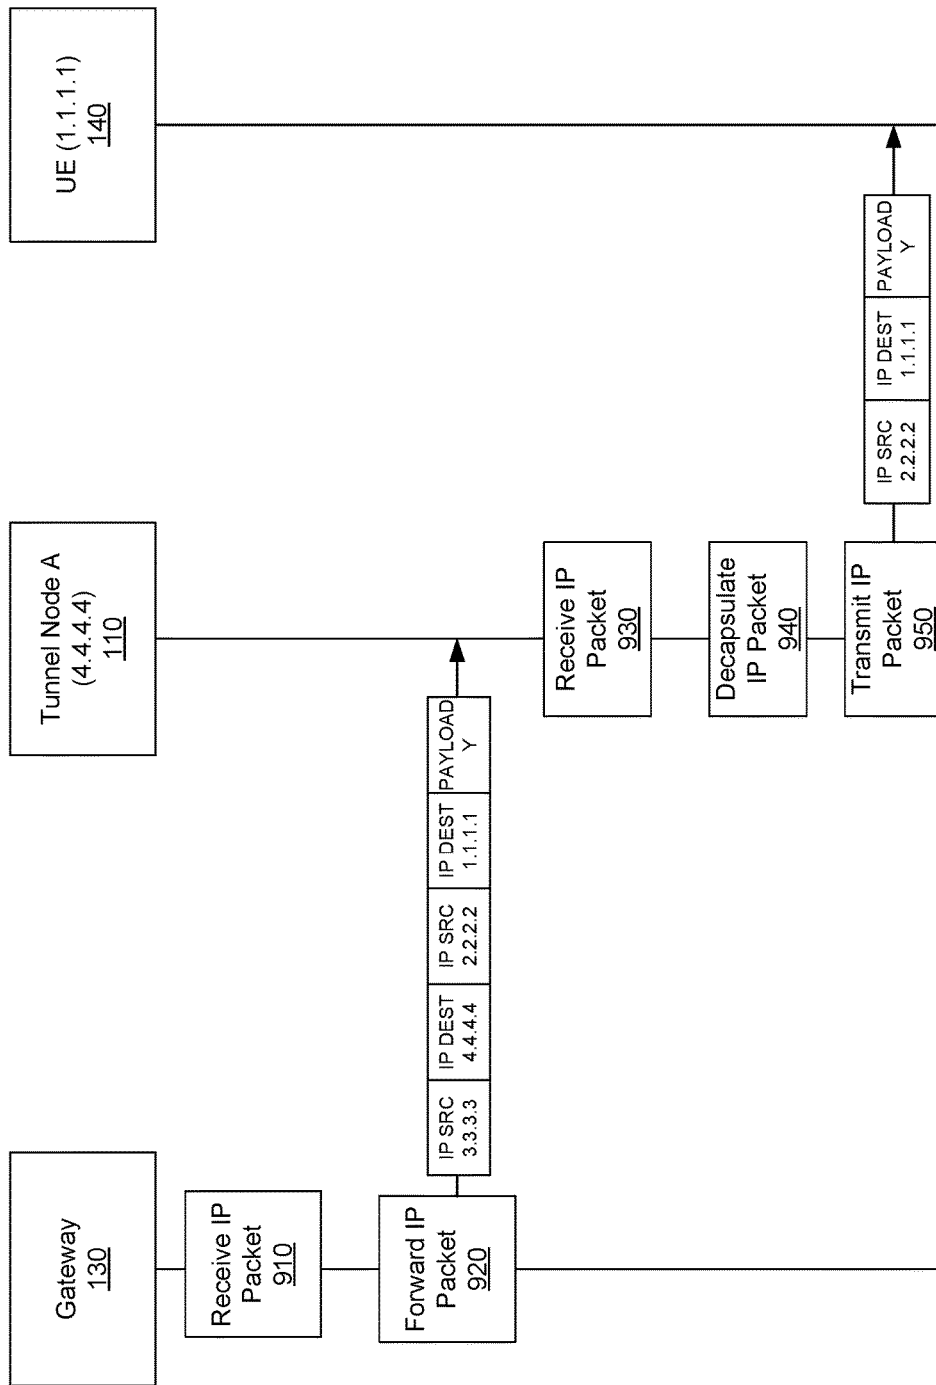 Gateway
130
Tunnel Node A
(4.4.4.4)
110
UE (1.1.1.1)
140
Receive IP
Packet
910
Forward IP
Packet
920
IP SRC
3.3.3.3
IP DEST
4.4.4.4
IP SRC
2.2.2.2
IP DEST
1.1.1.1
PAYLOAD
Y
Receive IP
Packet
930
Decapsulate
IP Packet
940
Transmit IP
Packet
950
IP SRC
2.2.2.2
IP DEST
1.1.1.1
PAYLOAD
Y